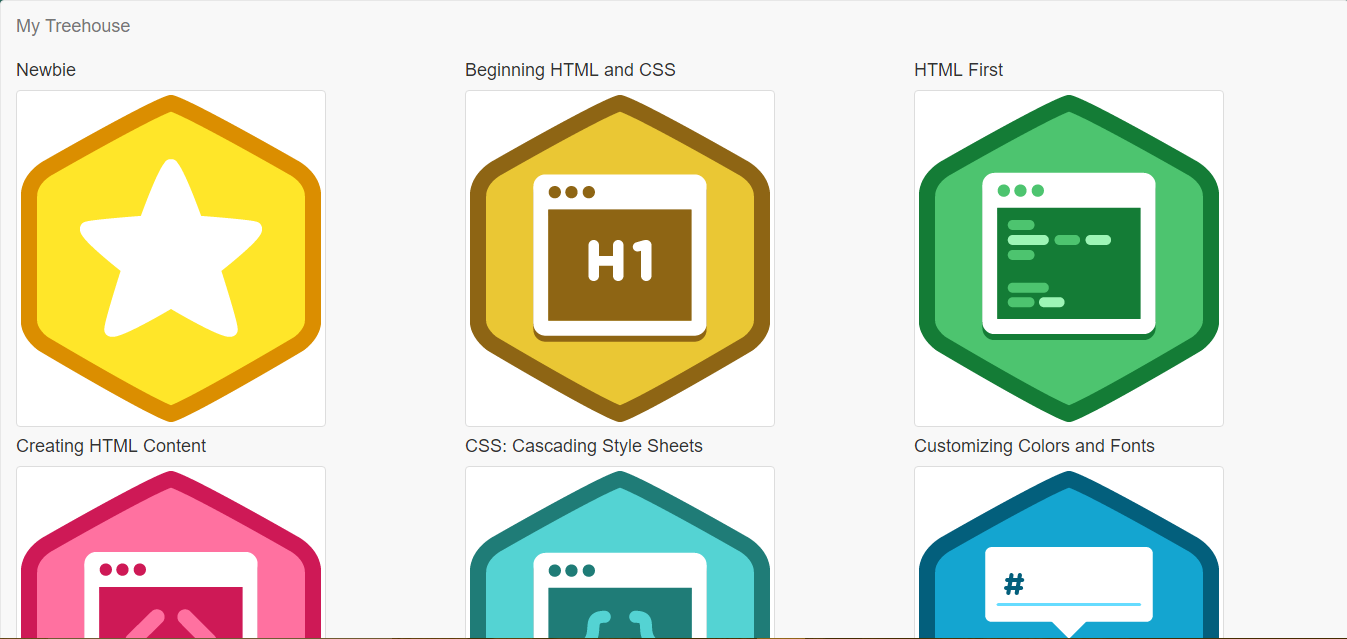 My Treehouse
Newbie
Beginning HTML and CSS
HTML First
H1
Creating HTML Content
CSS: Cascading Style Sheets
Customizing Colors and Fonts
#